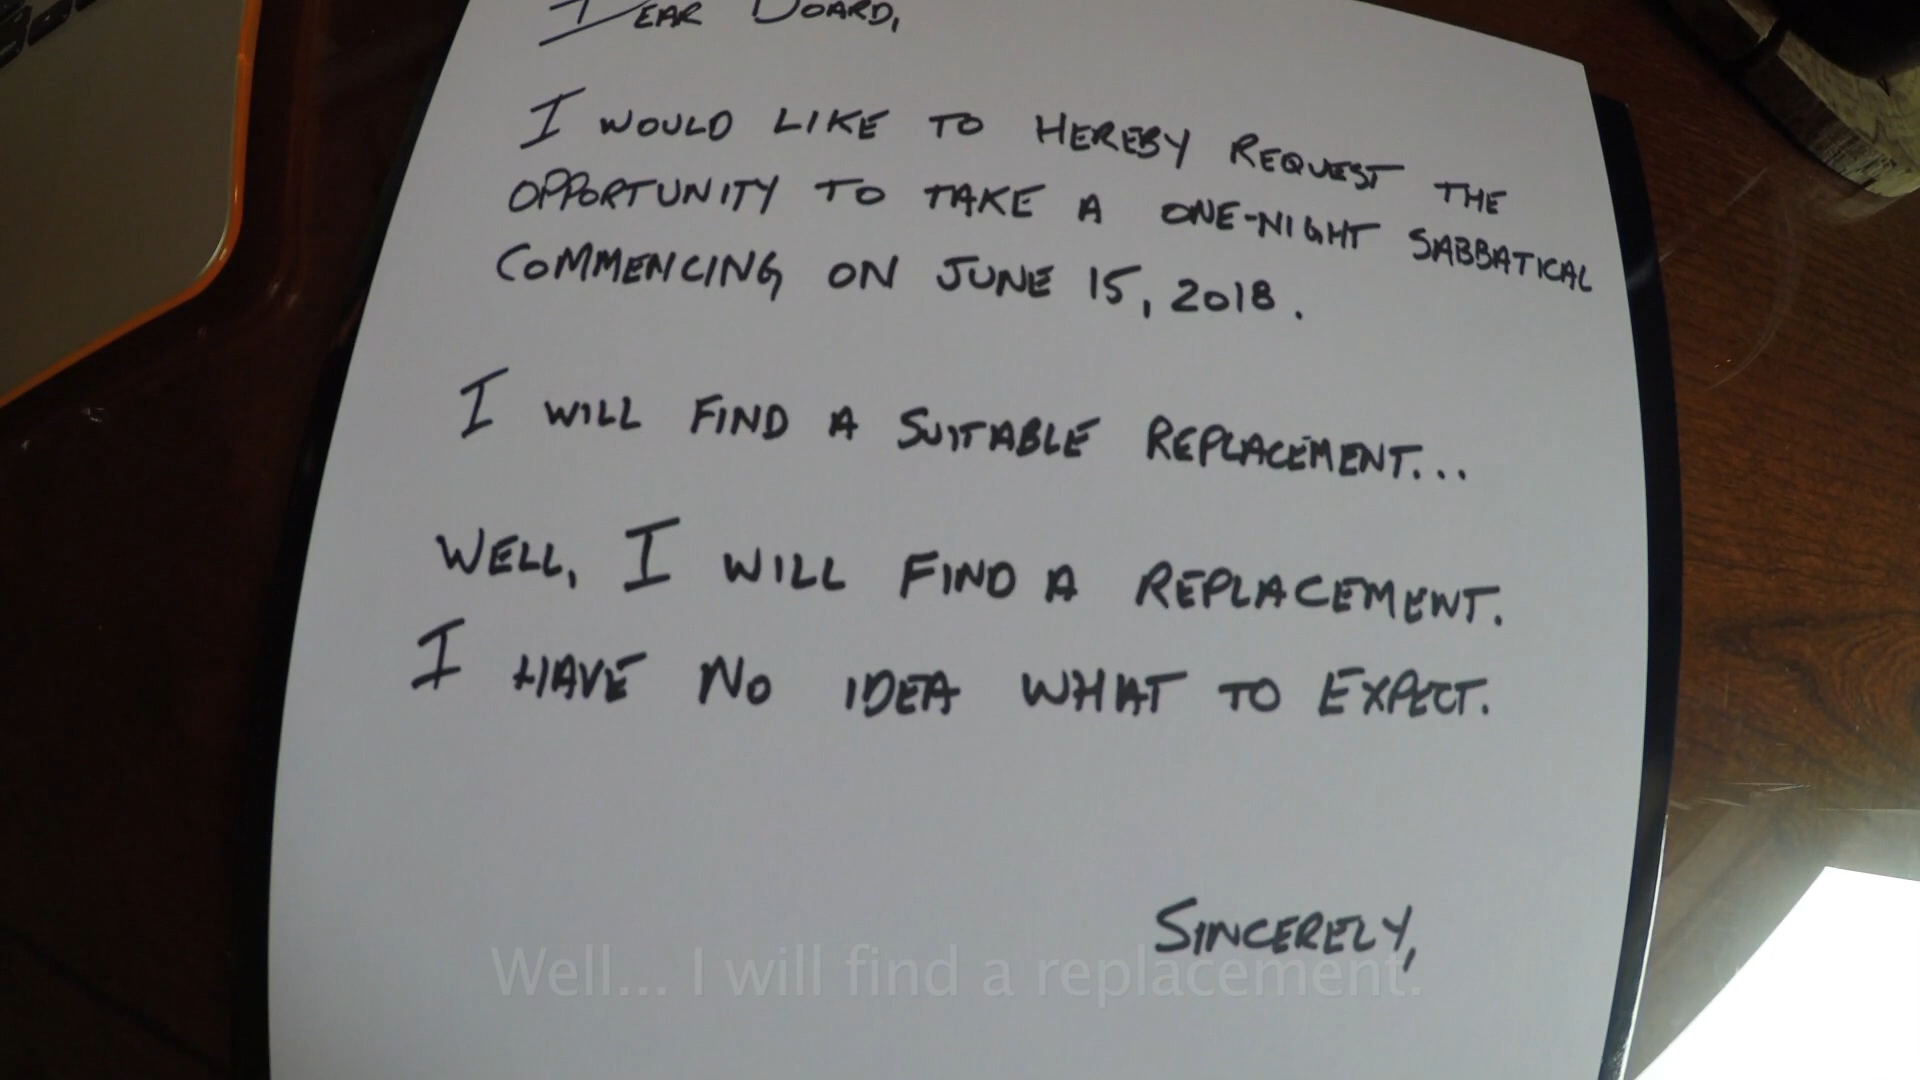 DEAR BOARD,
I WOULD LIKE TO HEREBY REQUEST THE
OPPORTUNITY TO TAKE A ONE-NIGHT SABBATICAL
COMMENCING ON JUNE 15, 2018.
I WILL FIND A SUITABLE REPLACEMENT...
WELL, I WILL FIND A REPLACEMENT.
I HAVE NO IDEA WHAT TO EXPECT.
SINCERELY,
Well... I will find a replacement.